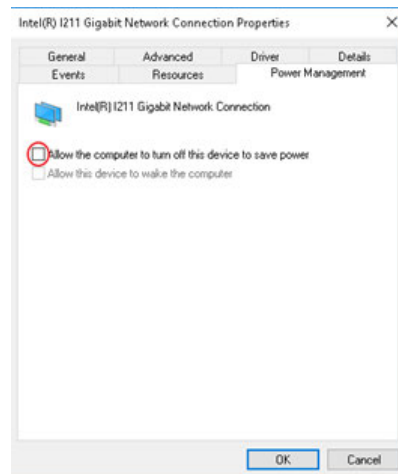 Intel(R) I211 Gigabit Network Connection Properties
General Advanced Driver Details
Events Resources Power Management
Intel(R) I211 Gigabit Network Connection
Allow the computer to turn off this device to save power
Allow this device to wake the computer
OK Cancel